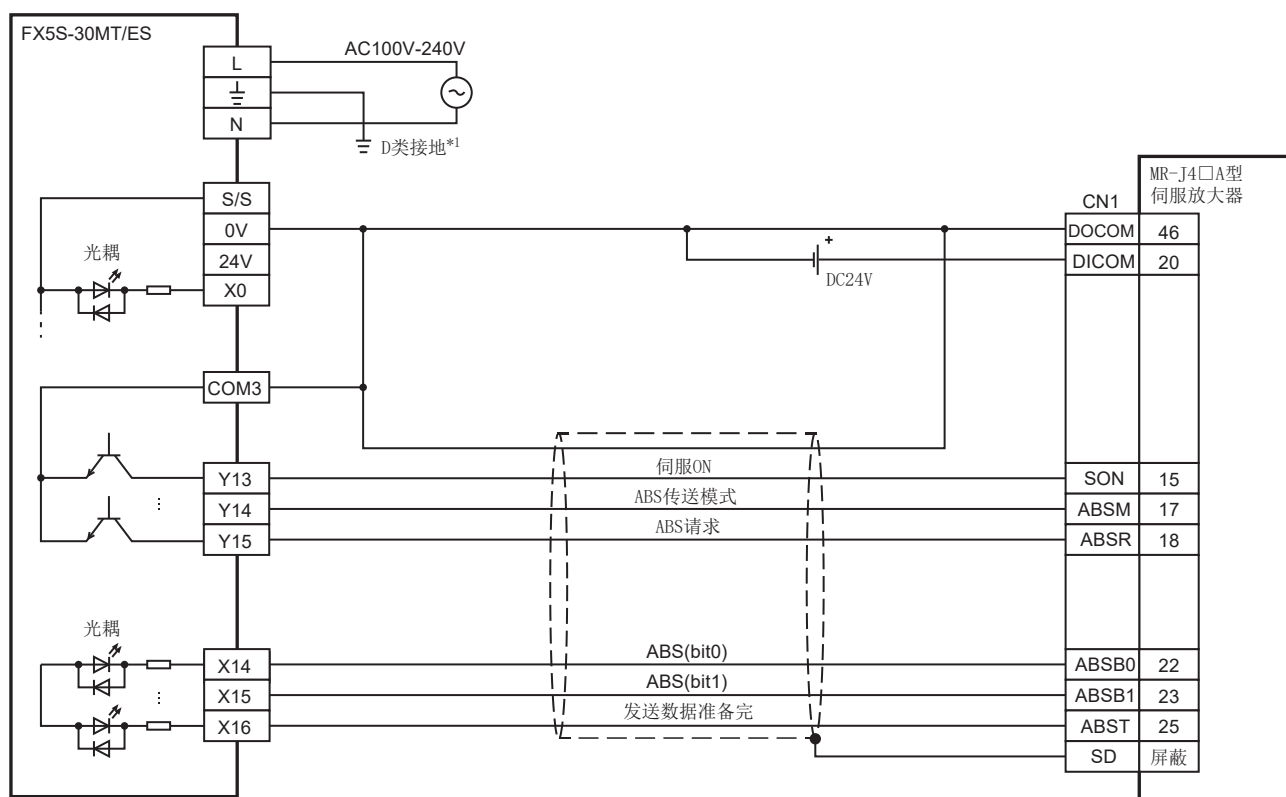 FX5S-30MT/ES
L
AC100V-240V
N
D类接地*1
MR-J4□A型
伺服放大器
CN1
S/S
0V
DOCOM 46
光耦
24V
+
DICOM 20
X0
DC24V
COM3
伺服ON
Y13
SON 15
ABS传送模式
Y14
ABSM 17
ABS请求
Y15
ABSR 18
光耦
ABS(bit0)
X14
ABSB0 22
ABS(bit1)
X15
ABSB1 23
发送数据准备完
X16
ABST 25
SD 屏蔽